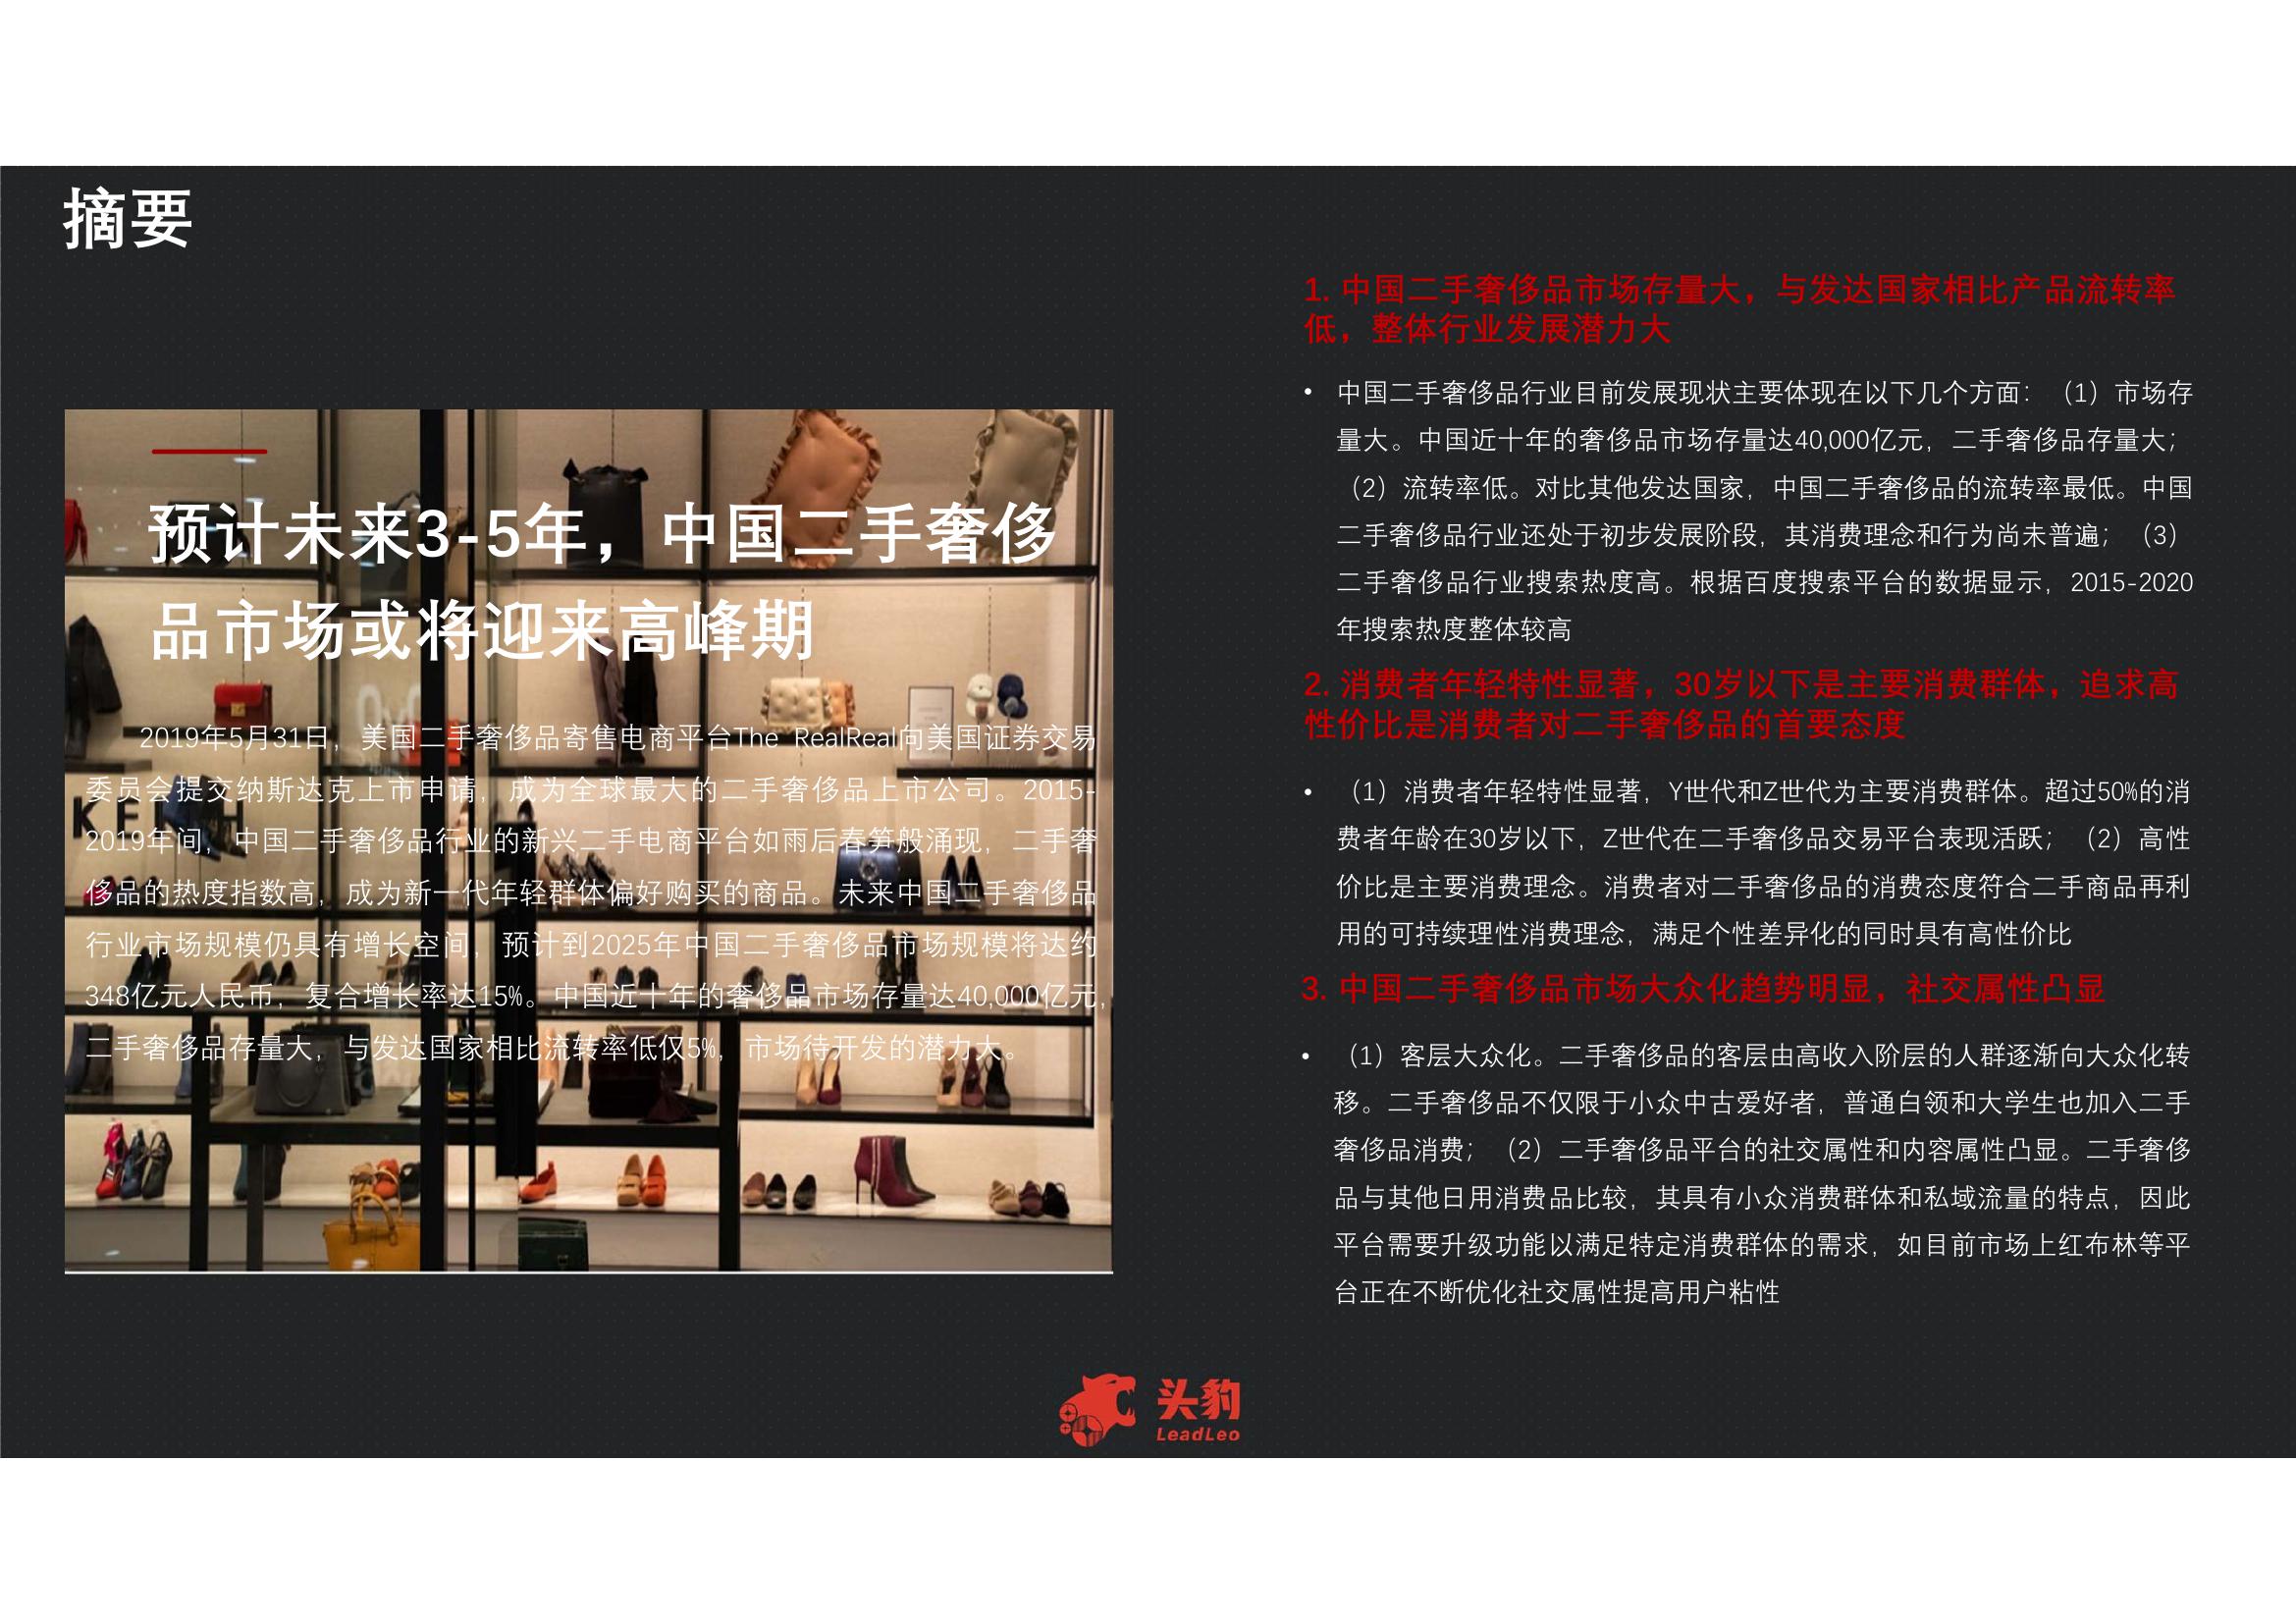 摘要
预计未来3-5年，中国二手奢侈
品市场或将迎来高峰期
2019年5月31日，美国二手奢侈品寄售电商平台The RealReal向美国证券交易
委员会提交纳斯达克上市申请，成为全球最大的二手奢侈品上市公司。2015-
2019年间，中国二手奢侈品行业的新兴二手电商平台如雨后春笋般涌现，二手奢
侈品的热度指数高，成为新一代年轻群体偏好购买的商品。未来中国二手奢侈品
行业市场规模仍具有增长空间，预计到2025年中国二手奢侈品市场规模将达约
348亿元人民币，复合增长率达15%。中国近十年的奢侈品市场存量达40,000亿元，
二手奢侈品存量大，与发达国家相比流转率低仅5%，市场待开发的潜力大。
1. 中国二手奢侈品市场存量大，与发达国家相比产品流转率
低，整体行业发展潜力大
• 中国二手奢侈品行业目前发展现状主要体现在以下几个方面：（1）市场存
量大。中国近十年的奢侈品市场存量达40,000亿元，二手奢侈品存量大；
（2）流转率低。对比其他发达国家，中国二手奢侈品的流转率最低。中国
二手奢侈品行业还处于初步发展阶段，其消费理念和行为尚未普遍；（3）
二手奢侈品行业搜索热度高。根据百度搜索平台的数据显示，2015-2020
年搜索热度整体较高
2. 消费者年轻特性显著，30岁以下是主要消费群体，追求高
性价比是消费者对二手奢侈品的首要态度
• （1）消费者年轻特性显著，Y世代和Z世代为主要消费群体。超过50%的消
费者年龄在30岁以下，Z世代在二手奢侈品交易平台表现活跃；（2）高性
价比是主要消费理念。消费者对二手奢侈品的消费态度符合二手商品再利
用的可持续理性消费理念，满足个性差异化的同时具有高性价比
3. 中国二手奢侈品市场大众化趋势明显，社交属性凸显
• （1）客层大众化。二手奢侈品的客层由高收入阶层的人群逐渐向大众化转
移。二手奢侈品不仅限于小众中古爱好者，普通白领和大学生也加入二手
奢侈品消费；（2）二手奢侈品平台的社交属性和内容属性凸显。二手奢侈
品与其他日用消费品比较，其具有小众消费群体和私域流量的特点，因此
平台需要升级功能以满足特定消费群体的需求，如目前市场上红布林等平
台正在不断优化社交属性提高用户粘性
头豹
LeadLeo